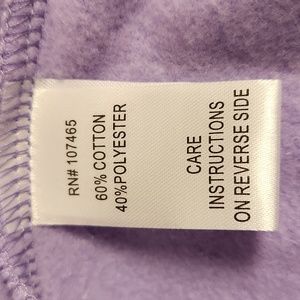 RN# 107465
60% COTTON
40%POLYESTER
CARE
INSTRUCTIONS
ON REVERSE SIDE